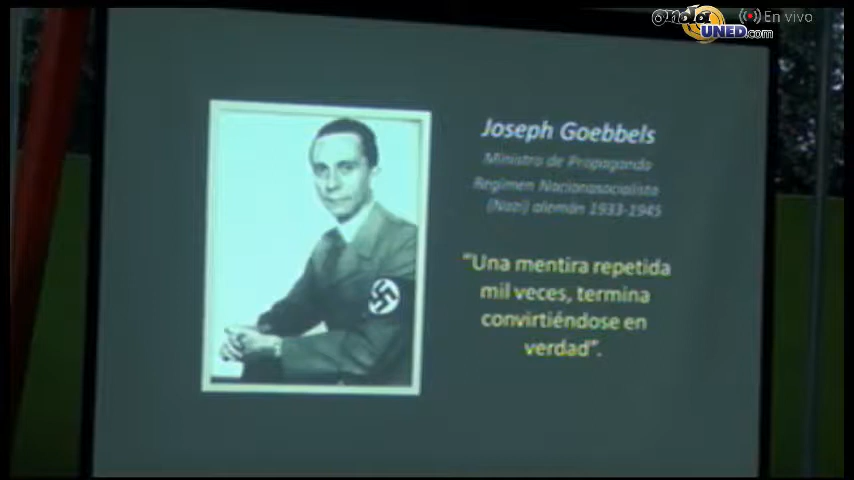 onda
UNED.com
En vivo
Joseph Goebbels
Ministro de Propaganda
Regimen Nacionasocialista
(Nazi) alemán 1933-1945
"Una mentira repetida
mil veces, termina
convirtiéndose en
verdad".